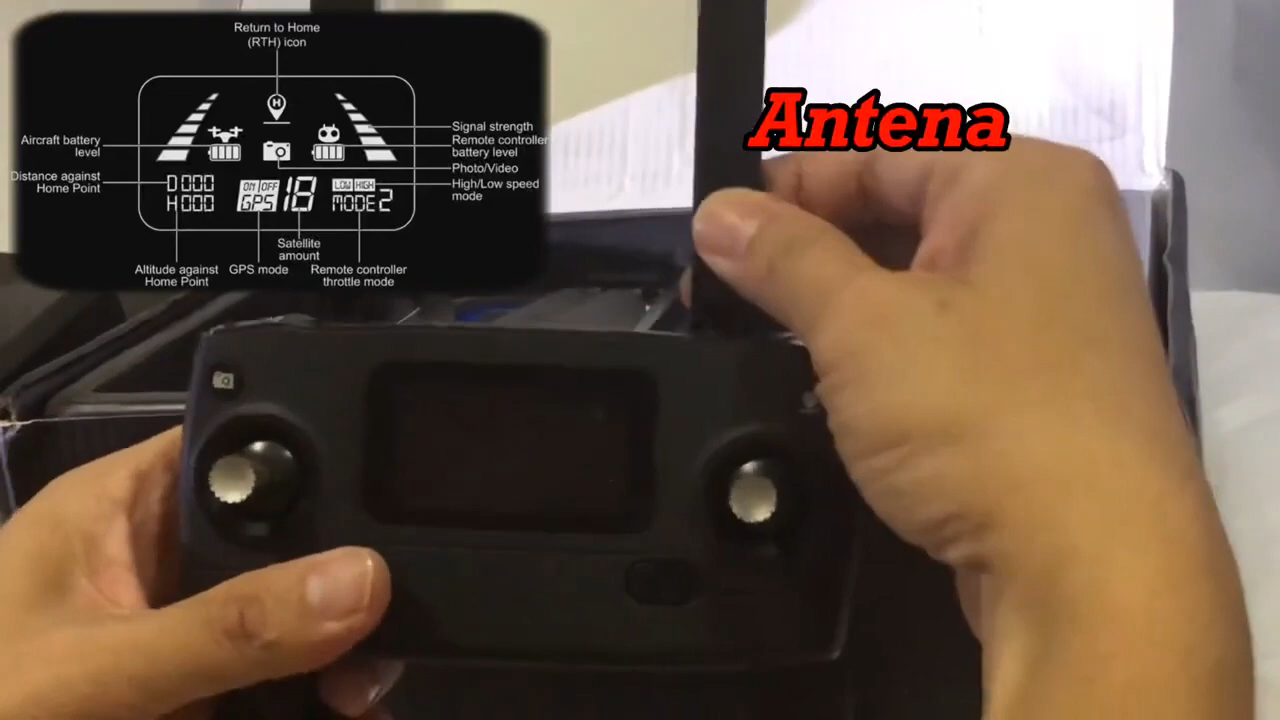 Return to Home
(RTH) icon
H
Antena
Aircraft battery
level
Signal strength
Remote controller
battery level
Photo/Video
Distance against
Home Point
D 000
H000
ON OFF
GPS 18
LOW HIGH
MODE 2
High/Low speed
mode
Satellite
amount
Altitude against
Home Point
GPS mode
Remote controller
throttle mode